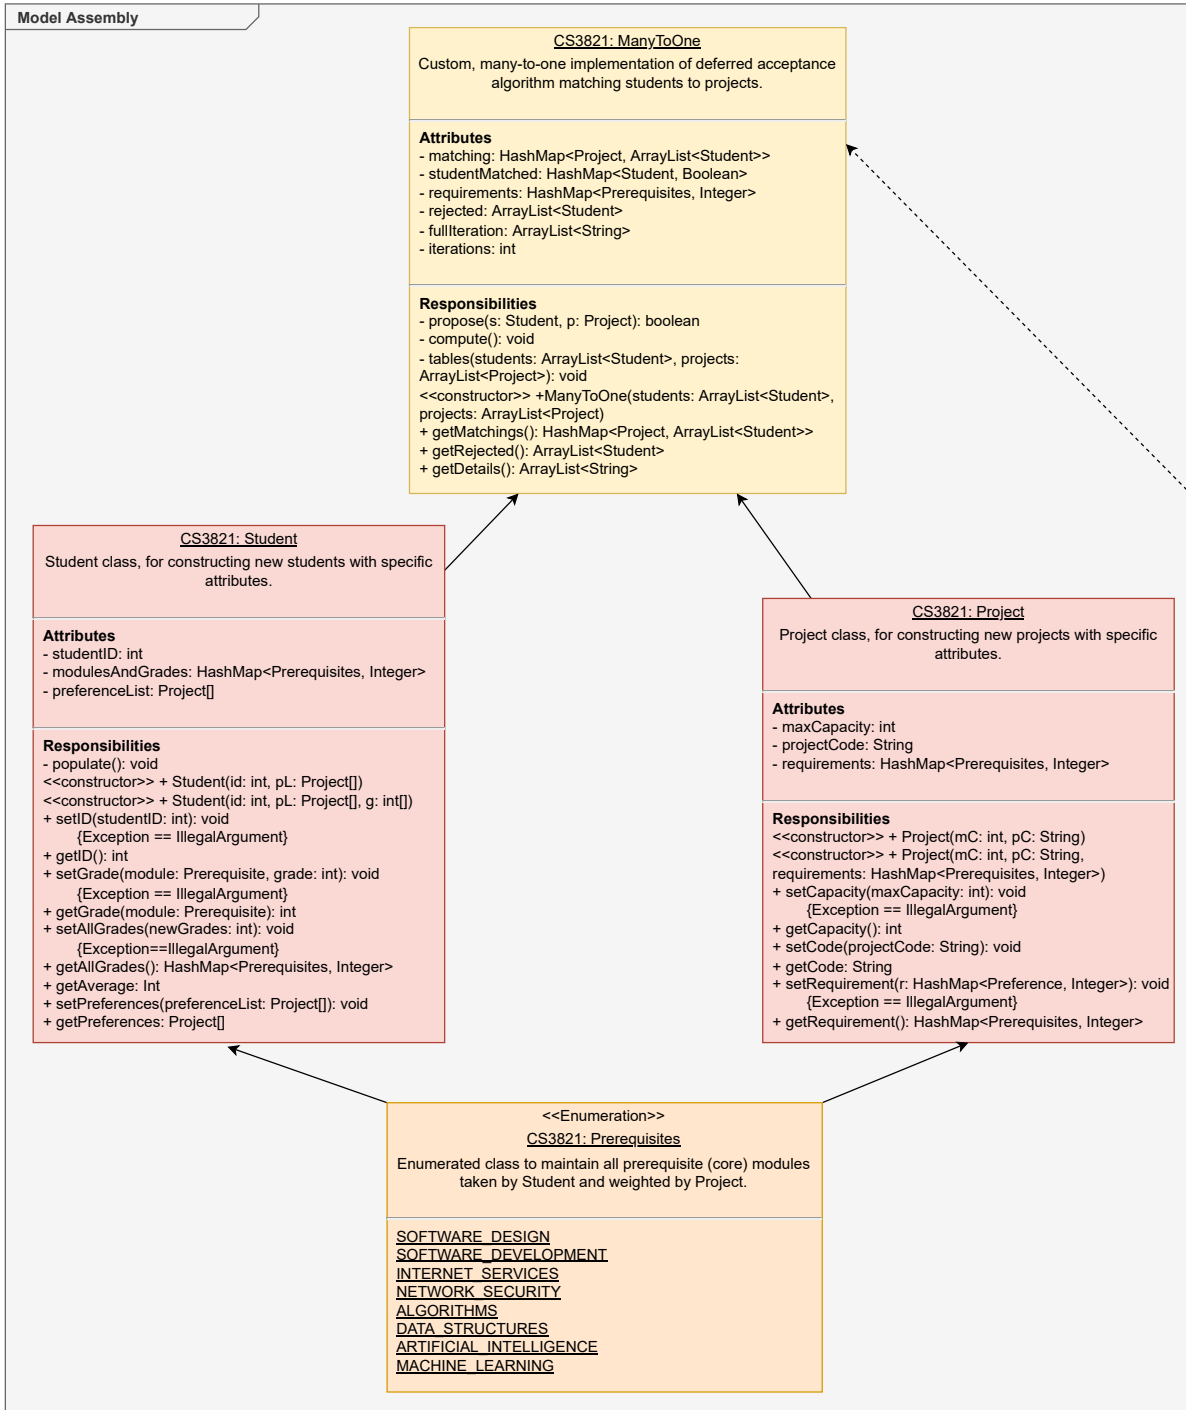 Model Assembly
CS3821: ManyToOne
Custom, many-to-one implementation of deferred acceptance
algorithm matching students to projects.
Attributes
- matching: HashMap<Project, ArrayList<Student>>
- studentMatched: HashMap<Student, Boolean>
- requirements: HashMap<Prerequisites, Integer>
- rejected: ArrayList<Student>
- fullIteration: ArrayList<String>
- iterations: int
Responsibilities
- propose(s: Student, p: Project): boolean
- compute(): void
- tables(students: ArrayList<Student>, projects:
ArrayList<Project>): void
<<constructor>> +ManyToOne(students: ArrayList<Student>,
projects: ArrayList<Project)
+ getMatchings(): HashMap<Project, ArrayList<Student>>
+ getRejected(): ArrayList<Student>
+ getDetails(): ArrayList<String>
CS3821: Student
Student class, for constructing new students with specific
attributes.
Attributes
- studentID: int
- modulesAndGrades: HashMap<Prerequisites, Integer>
- preferenceList: Project[]
Responsibilities
- populate(): void
<<constructor>> + Student(id: int, pL: Project[])
<<constructor>> + Student(id: int, pL: Project[], g: int[])
+ setID(studentID: int): void
{Exception == IllegalArgument}
+ getID(): int
+ setGrade(module: Prerequisite, grade: int): void
{Exception == IllegalArgument}
+ getGrade(module: Prerequisite): int
+ setAllGrades(newGrades: int): void
{Exception==IllegalArgument}
+ getAllGrades(): HashMap<Prerequisites, Integer>
+ getAverage: Int
+ setPreferences(preferenceList: Project[]): void
+ getPreferences: Project[]
CS3821: Project
Project class, for constructing new projects with specific
attributes.
Attributes
- maxCapacity: int
- projectCode: String
- requirements: HashMap<Prerequisites, Integer>
Responsibilities
<<constructor>> + Project(mC: int, pC: String)
<<constructor>> + Project(mC: int, pC: String,
requirements: HashMap<Prerequisites, Integer>)
+ setCapacity(maxCapacity: int): void
{Exception == IllegalArgument}
+ getCapacity(): int
+ setCode(projectCode: String): void
+ getCode: String
+ setRequirement(r: HashMap<Preference, Integer>): void
{Exception == IllegalArgument}
+ getRequirement(): HashMap<Prerequisites, Integer>
<<Enumeration>>
CS3821: Prerequisites
Enumerated class to maintain all prerequisite (core) modules
taken by Student and weighted by Project.
SOFTWARE_DESIGN
SOFTWARE_DEVELOPMENT
INTERNET_SERVICES
NETWORK_SECURITY
ALGORITHMS
DATA_STRUCTURES
ARTIFICIAL_INTELLIGENCE
MACHINE_LEARNING